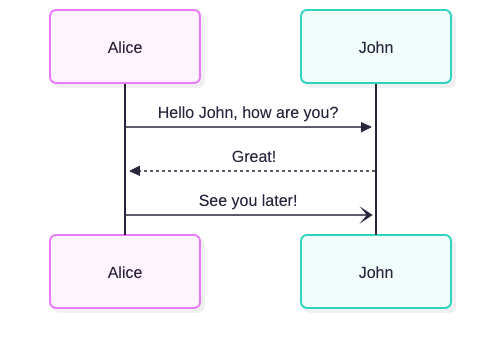 Alice
John
Hello John, how are you?
Great!
See you later!
Alice
John